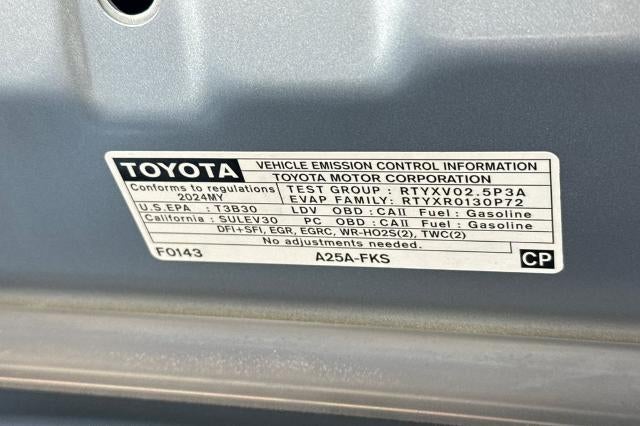 TOYOTA VEHICLE EMISSION CONTROL INFORMATION
TOYOTA MOTOR CORPORATION
Conforms to regulations
2024MY
TEST GROUP : RTYXV02.5P3A
EVAP FAMILY: RTYXR0130P72
U.S.EPA : T3B30 LDV OBD : CAII Fuel : Gasoline
California : SULEV30 PC OBD : CAII Fuel : Gasoline
DFI+SFI, EGR, EGRC, WR-HO2S(2), TWC(2)
No adjustments needed.
F0143 A25A-FKS CP